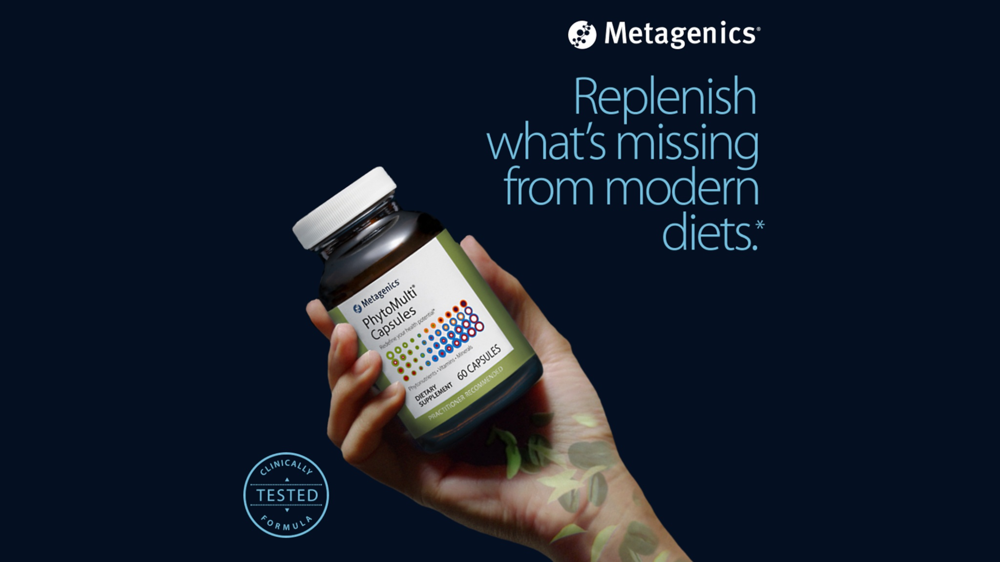 Metagenics®
Replenish
what's missing
from modern
diets.*
Metagenics®
PhytoMulti®
Capsules
Redefine your health potential*
Phytonutrients • Vitamins • Minerals
DIETARY
SUPPLEMENT
60 CAPSULES
PRACTITIONER RECOMMENDED
CLINICALLY
TESTED
FORMULA